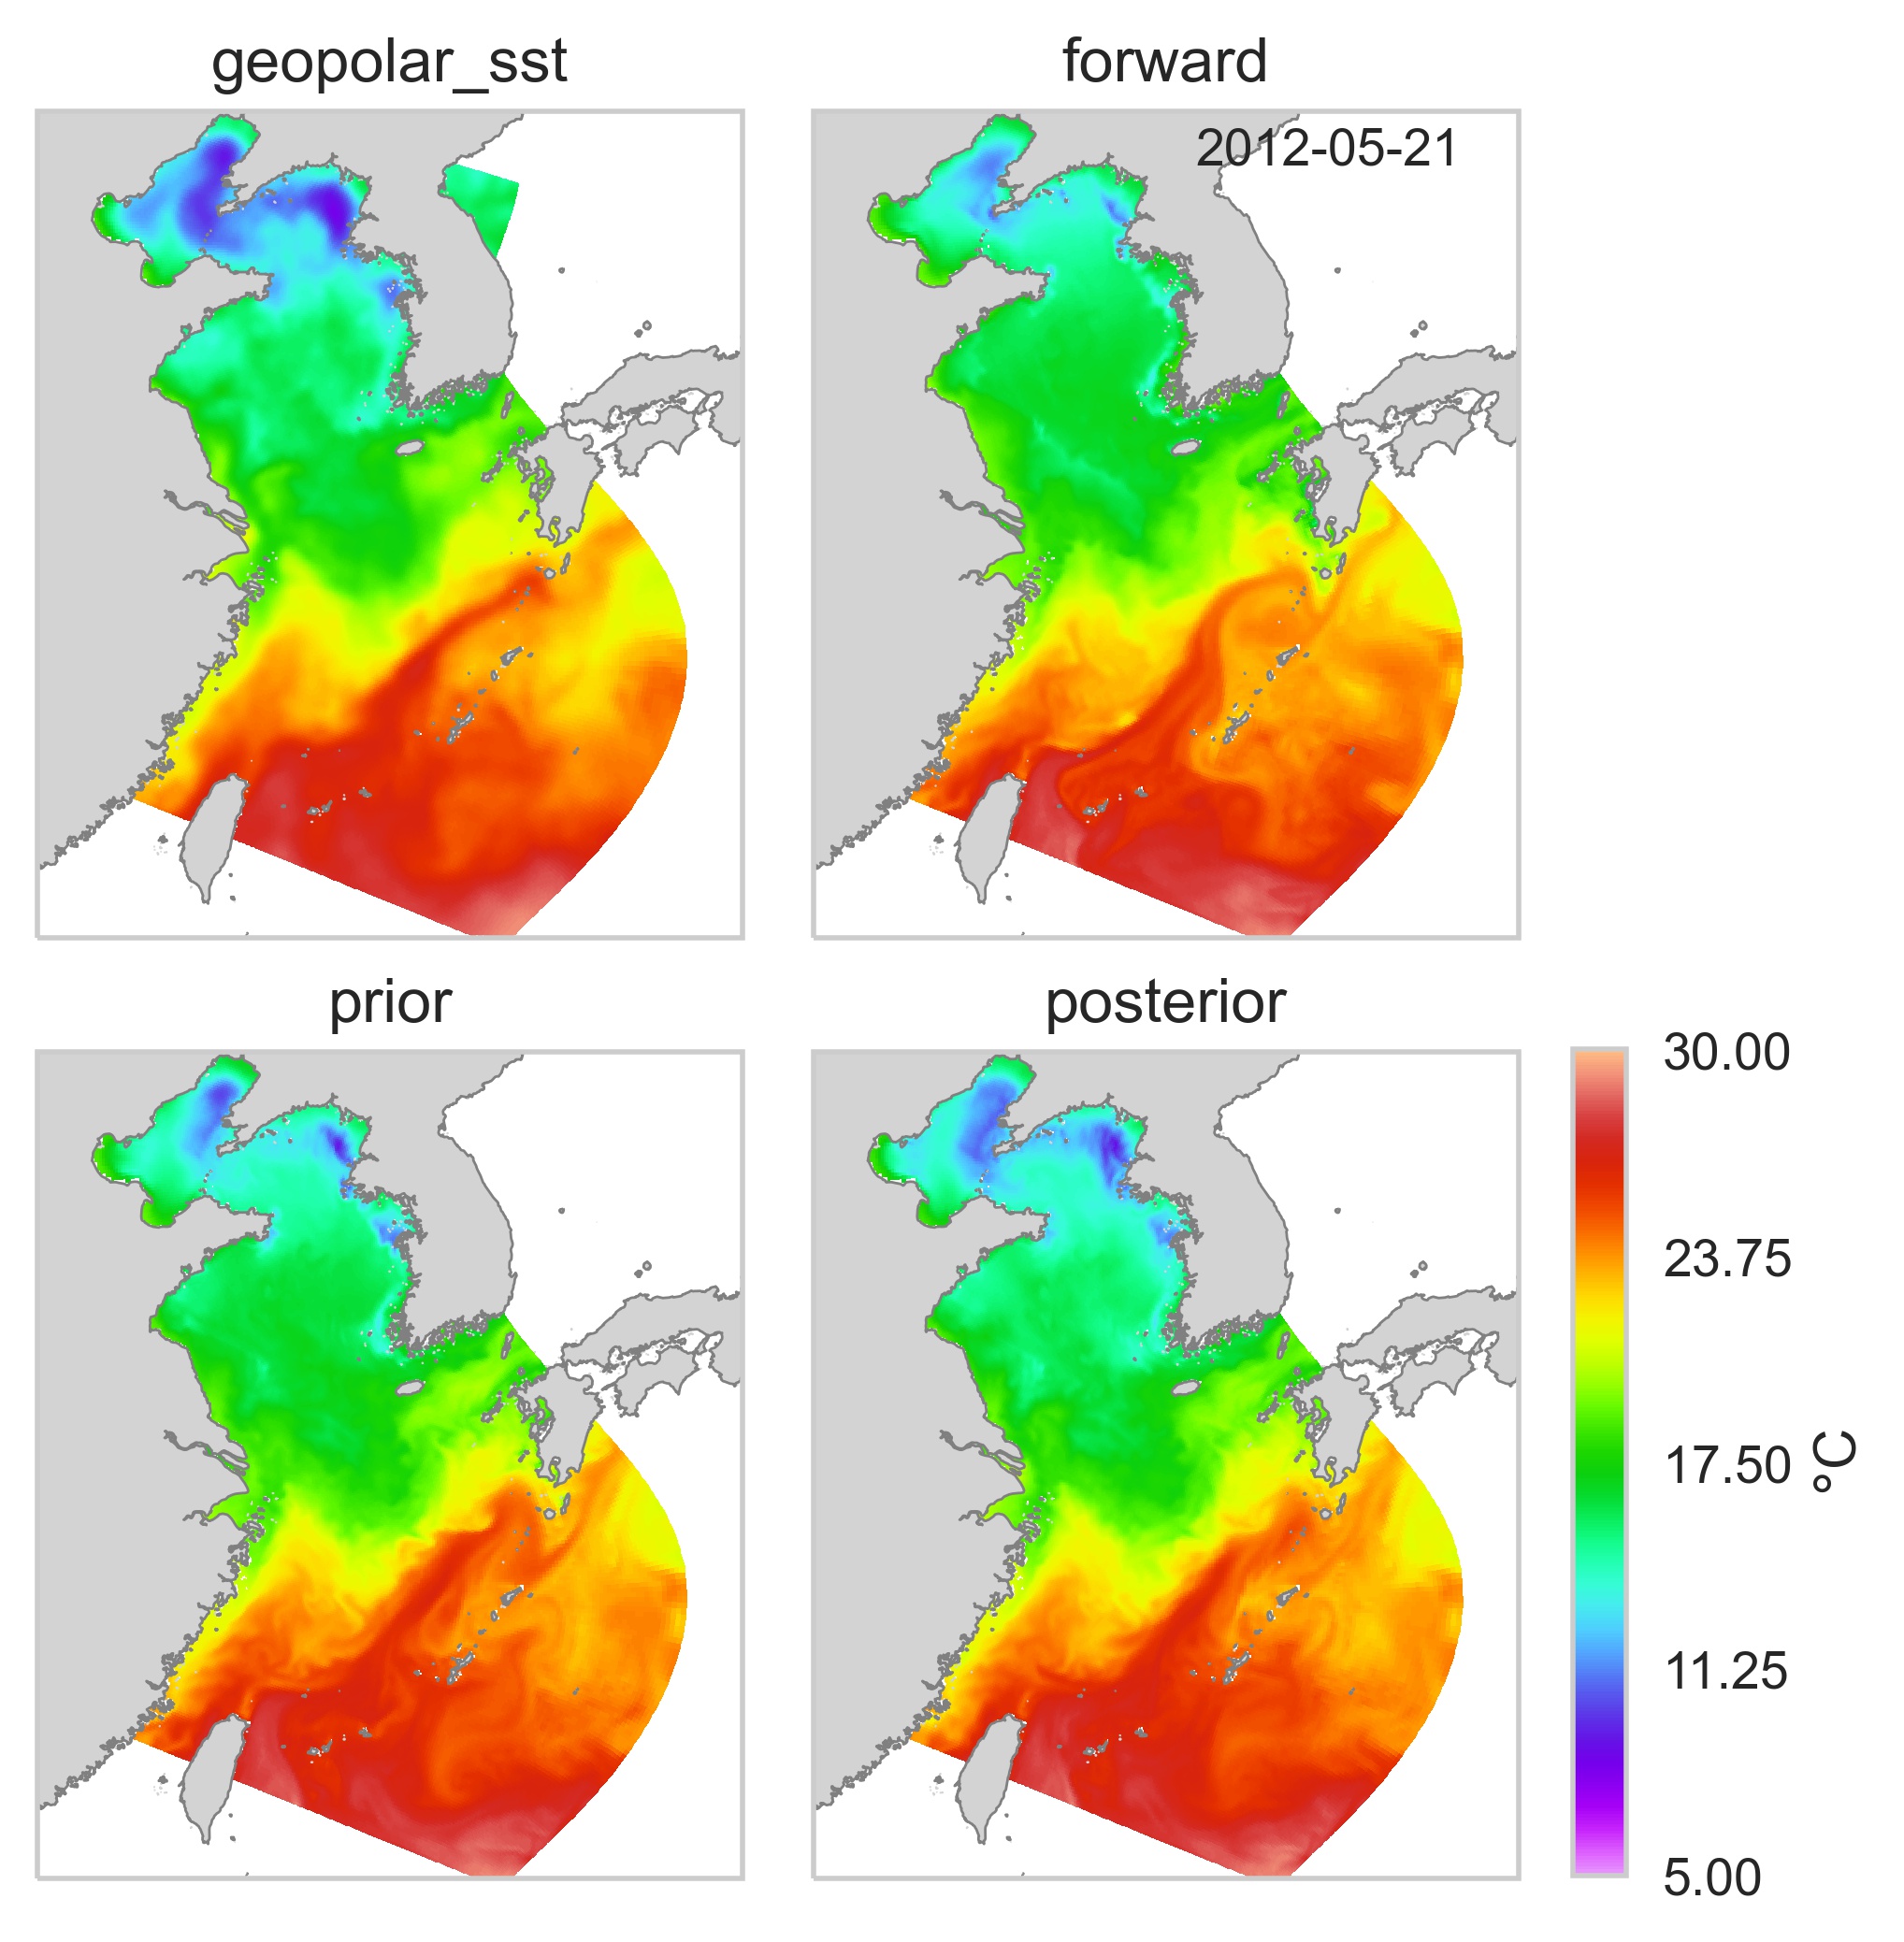 geopolar_sst
forward
2012-05-21
prior
posterior
30.00
23.75
17.50
11.25
5.00
°C